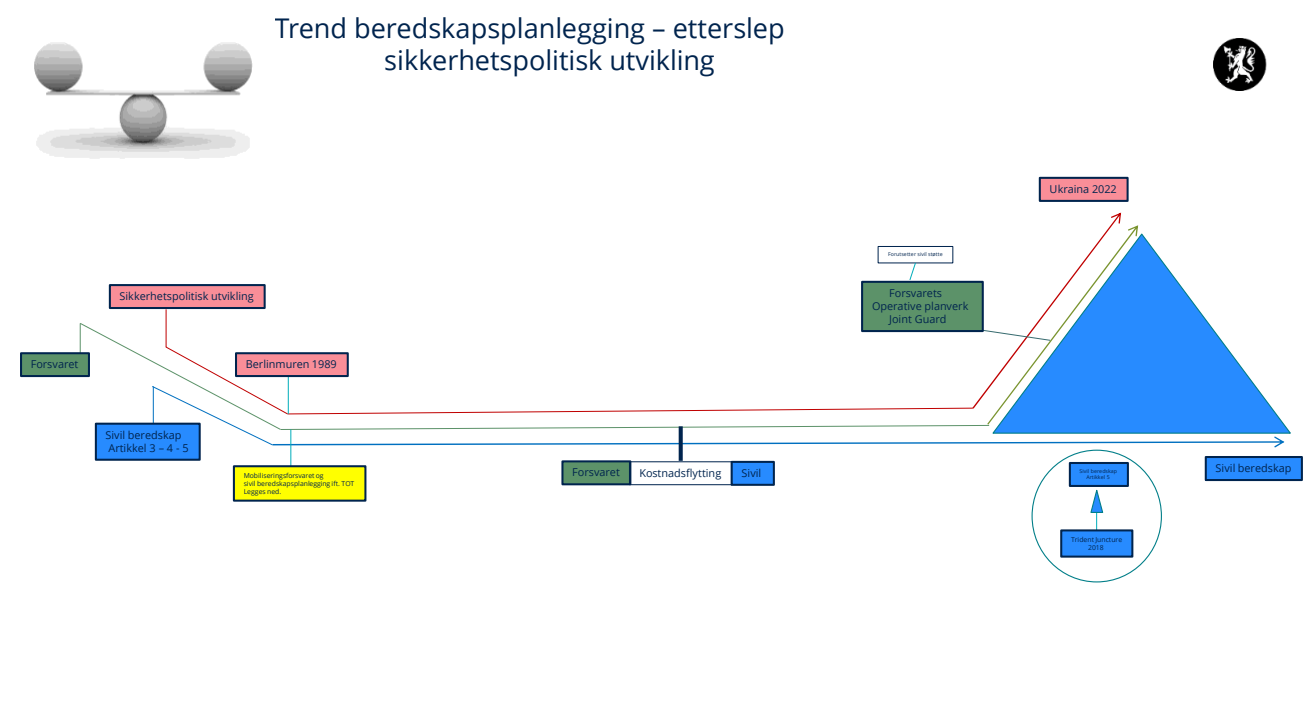 Trend beredskapsplanlegging – etterslep
sikkerhetspolitisk utvikling
Ukraina 2022
Forutsetter sivil støtte
Forsvarets
Operative planverk
Joint Guard
Sikkerhetspolitisk utvikling
Forsvaret
Berlinmuren 1989
Sivil beredskap
Artikkel 3 – 4 - 5
Mobiliseringsforsvaret og
sivil beredskapsplanlegging ift. TOT
Legges ned.
Forsvaret
Kostnadsflytting
Sivil
Sivil beredskap
Sivil beredskap
Artikkel 5
Trident Juncture
2018